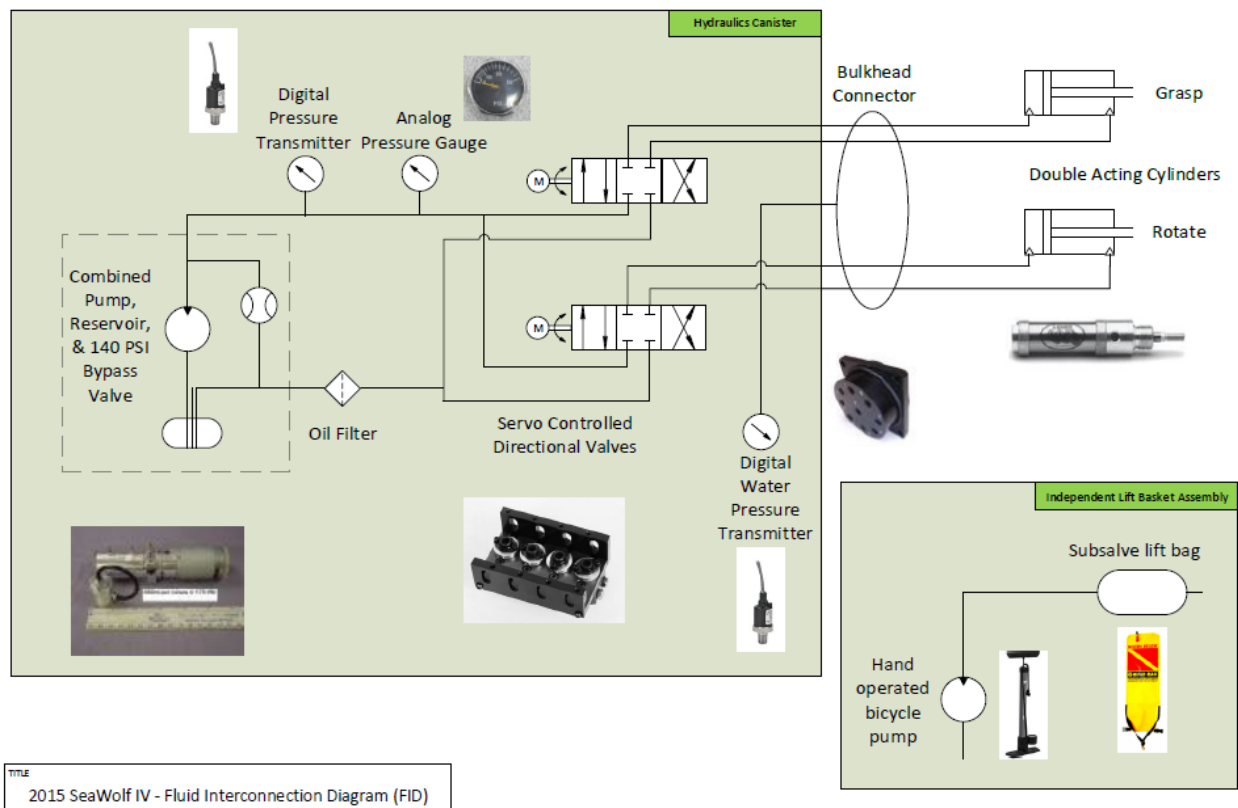 Hydraulics Canister
Digital
Pressure
Transmitter
Analog
Pressure Gauge
Bulkhead
Connector
Grasp
Double Acting Cylinders
Rotate
M
M
Combined
Pump,
Reservoir,
& 140 PSI
Bypass
Valve
Oil Filter
Servo Controlled
Directional Valves
Digital
Water
Pressure
Transmitter
Independent Lift Basket Assembly
Subsalve lift bag
Hand
operated
bicycle
pump
TITLE
2015 SeaWolf IV - Fluid Interconnection Diagram (FID)